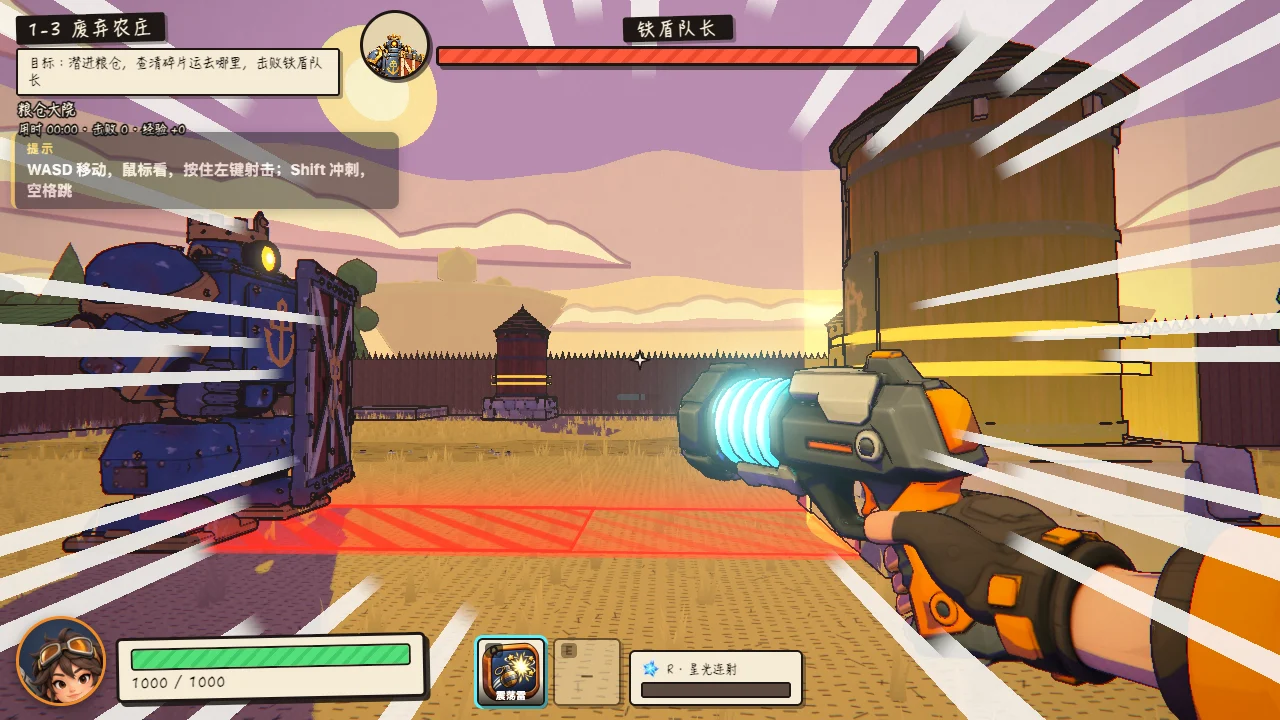 1-3 废弃农庄
铁盾队长
目标：潜进粮仓，查清碎片运去哪里，击败铁盾队
长
粮仓大院
用时 00:00 · 击败 0 · 经验 +0
提示
WASD 移动，鼠标看，按住左键射击；Shift 冲刺，
空格跳
1000 / 1000
震荡雷
E
R · 星光连射